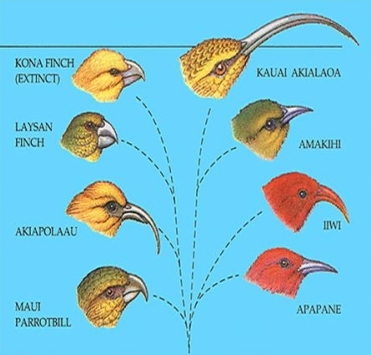 KONA FINCH
(EXTINCT)
LAYSAN
FINCH
AKIAPOLAAU
MAUI
PARROTBILL
KAUAI AKIALAOA
AMAKIHI
IIWI
APAPANE